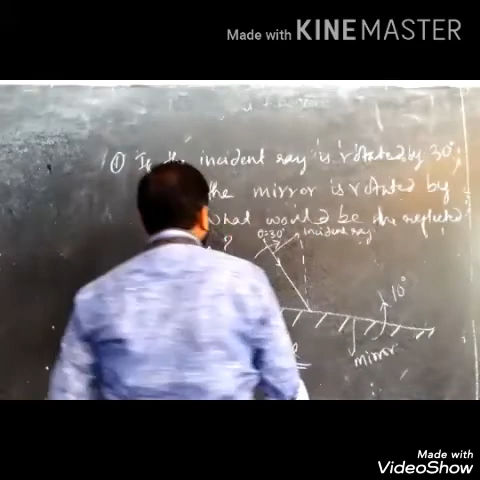 Made with KINEMASTER
① If the incident ray is rotated by 30°,
the mirror is rotated by
what would be the
?
θ=30°
incident ray
10°
mirror
Made with
VideoShow